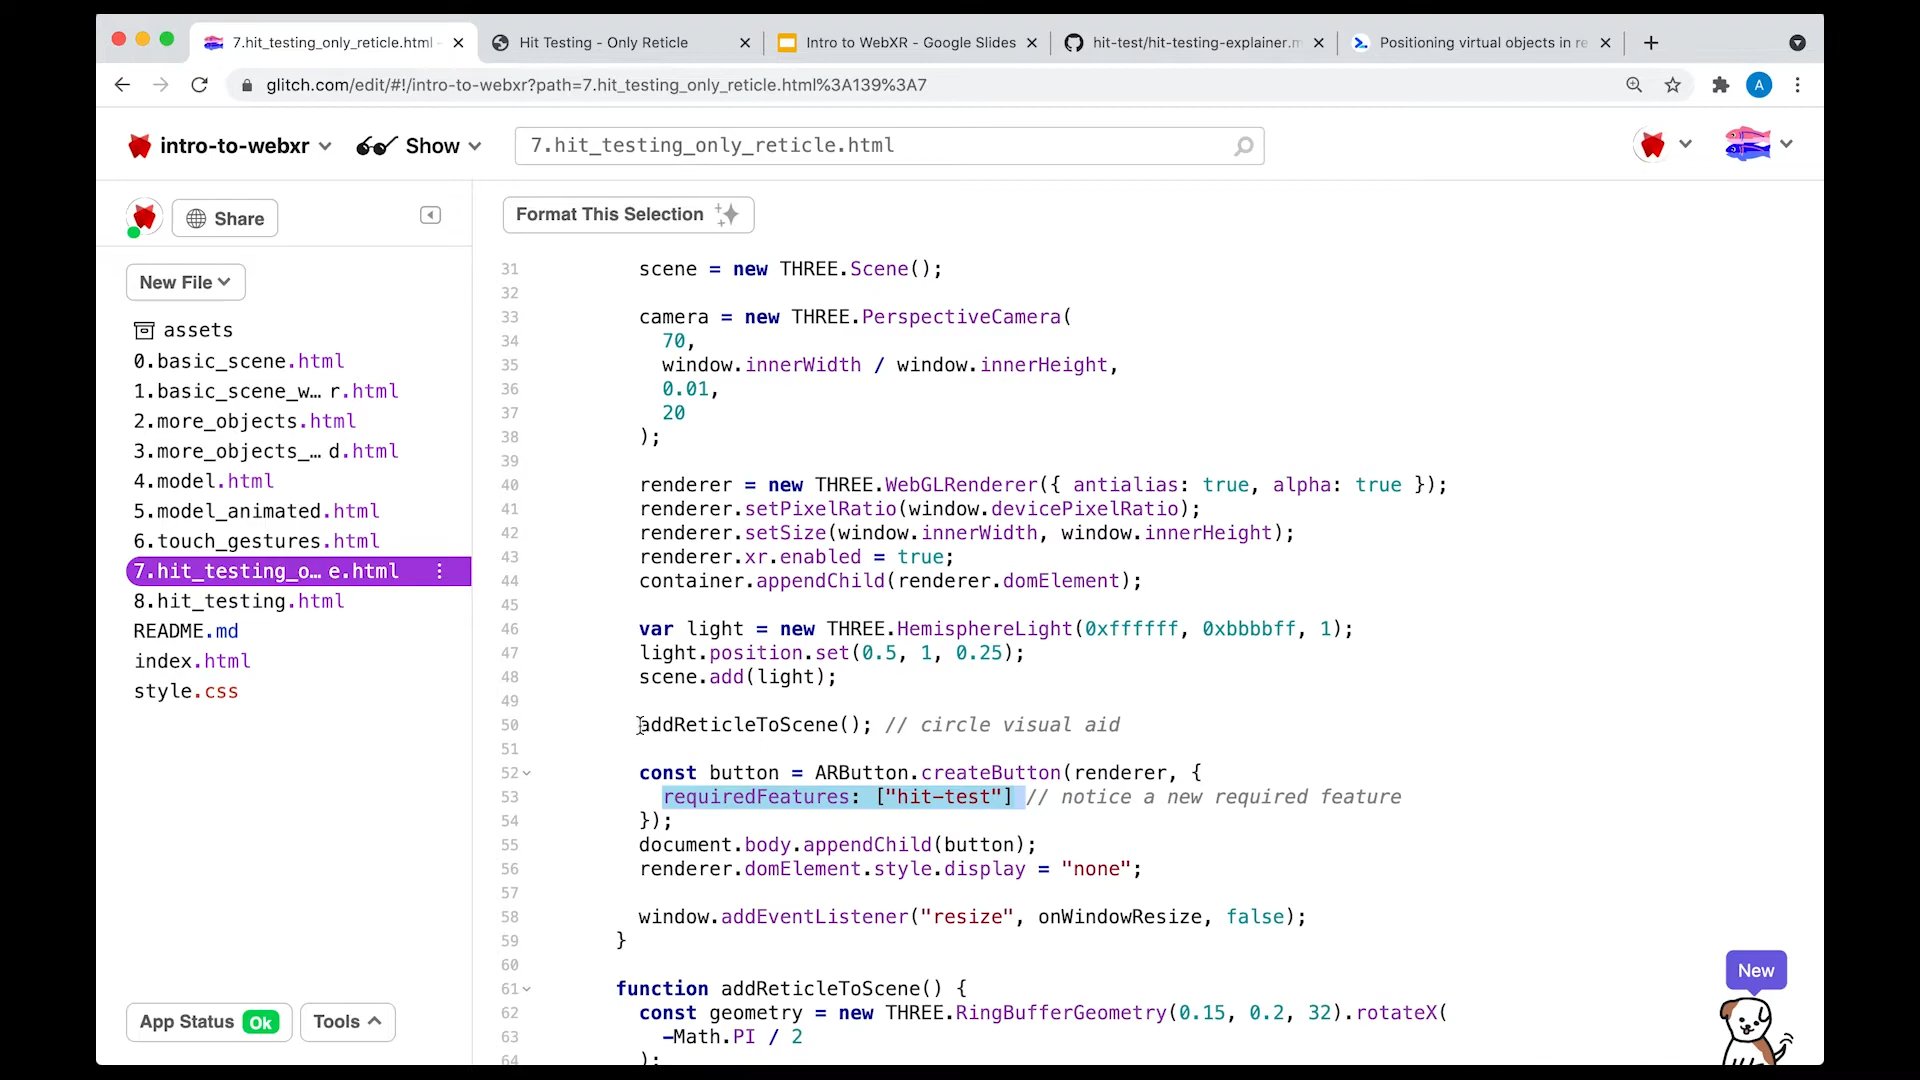 7.hit_testing_only_reticle.html
Hit Testing - Only Reticle
Intro to WebXR - Google Slides
hit-test/hit-testing-explainer.m
Positioning virtual objects in re
glitch.com/edit/#!/intro-to-webxr?path=7.hit_testing_only_reticle.html%3A139%3A7
A
intro-to-webxr
Show
7.hit_testing_only_reticle.html
Share
Format This Selection
New File
assets
0.basic_scene.html
1.basic_scene_w… r.html
2.more_objects.html
3.more_objects_… d.html
4.model.html
5.model_animated.html
6.touch_gestures.html
7.hit_testing_o… e.html
8.hit_testing.html
README.md
index.html
style.css
App Status Ok
Tools
31 scene = new THREE.Scene();
32
33 camera = new THREE.PerspectiveCamera(
34 70,
35 window.innerWidth / window.innerHeight,
36 0.01,
37 20
38 );
39
40 renderer = new THREE.WebGLRenderer({ antialias: true, alpha: true });
41 renderer.setPixelRatio(window.devicePixelRatio);
42 renderer.setSize(window.innerWidth, window.innerHeight);
43 renderer.xr.enabled = true;
44 container.appendChild(renderer.domElement);
45
46 var light = new THREE.HemisphereLight(0xffffff, 0xbbbbff, 1);
47 light.position.set(0.5, 1, 0.25);
48 scene.add(light);
49
50 addReticleToScene(); // circle visual aid
51
52 const button = ARButton.createButton(renderer, {
53 requiredFeatures: ["hit-test"] // notice a new required feature
54 });
55 document.body.appendChild(button);
56 renderer.domElement.style.display = "none";
57
58 window.addEventListener("resize", onWindowResize, false);
59 }
60
61 function addReticleToScene() {
62 const geometry = new THREE.RingBufferGeometry(0.15, 0.2, 32).rotateX(
63 -Math.PI / 2
64 );
New